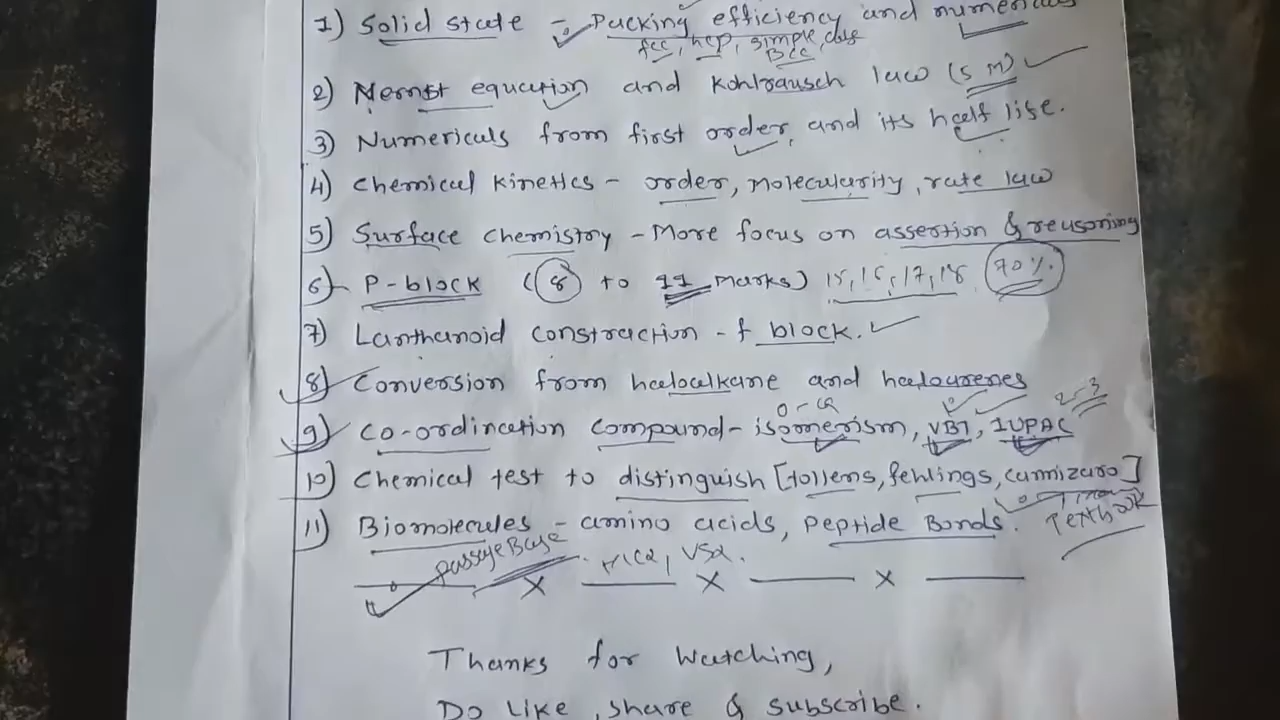 1) Solid state - Packing efficiency and numericals
fcc, hcp, simple, 
BCC
2) Nernst equation and Kohlrausch law (5 M)
3) Numericals from first order, and its half life.
4) Chemical kinetics - order, Molecularity, rate law
5) Surface chemistry - More focus on assertion & reasoning
6) P-block (8 to 11 Marks) 15, 16, 17, 18 70%
7) Lanthanoid constraction - f block.
8) Conversion from haloalkane and haloarenes
9) Co-ordination compound - isomerism, VBT, IUPAC 2-3
10) Chemical test to distinguish [tollens, fehlings, cannizaro]
11) Biomolecules - amino acids, Peptide Bonds. Textbook
passage Base MCQ, VSA.
x x x
Thanks for Watching,
Do Like, share & subscribe.